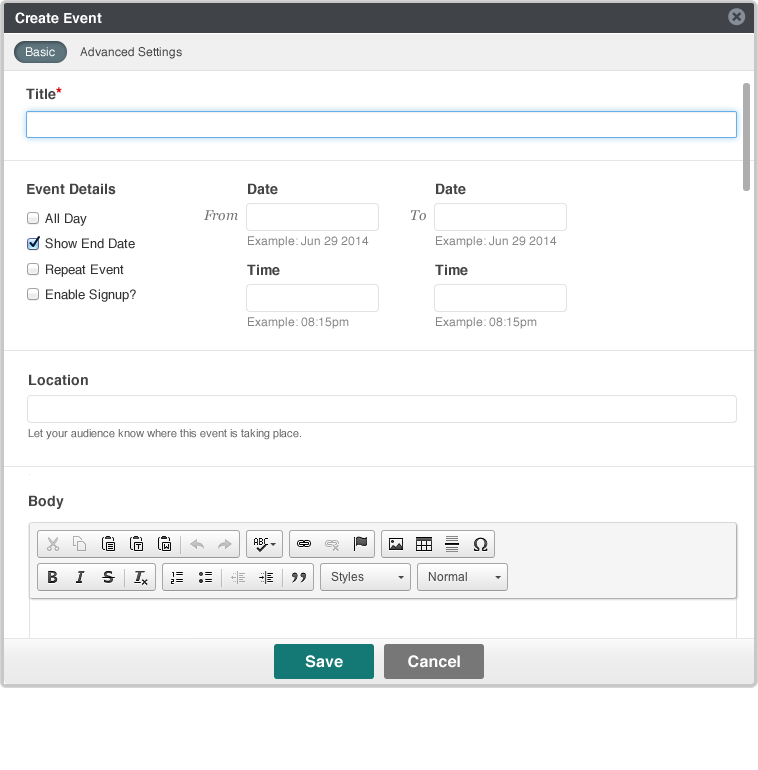 Create Event
Basic Advanced Settings
Title*
Event Details
All Day
Show End Date
Repeat Event
Enable Signup?
From
Date
Example: Jun 29 2014
Time
Example: 08:15pm
To
Date
Example: Jun 29 2014
Time
Example: 08:15pm
Location
Let your audience know where this event is taking place.
Body
ABC
B I S Ix
Styles Normal
Save Cancel